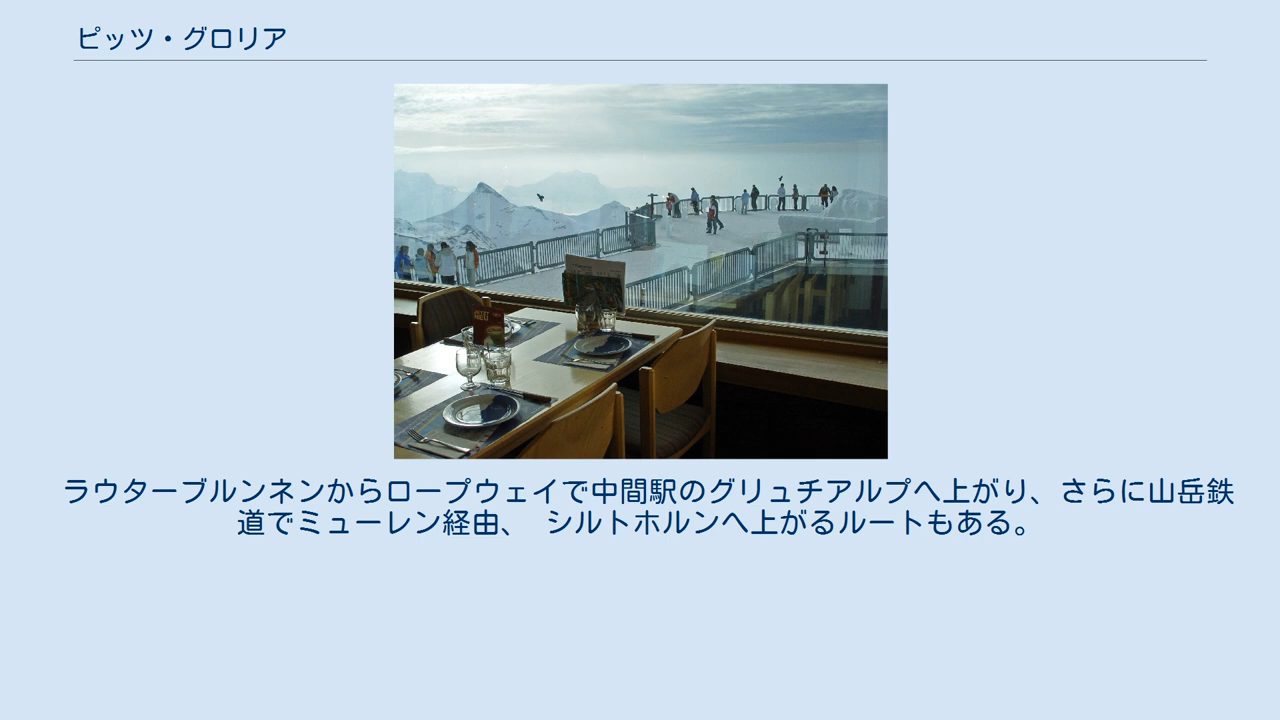 ピッツ・グロリア
ラウターブルンネンからロープウェイで中間駅のグリュチアルプへ上がり、さらに山岳鉄
道でミューレン経由、 シルトホルンへ上がるルートもある。